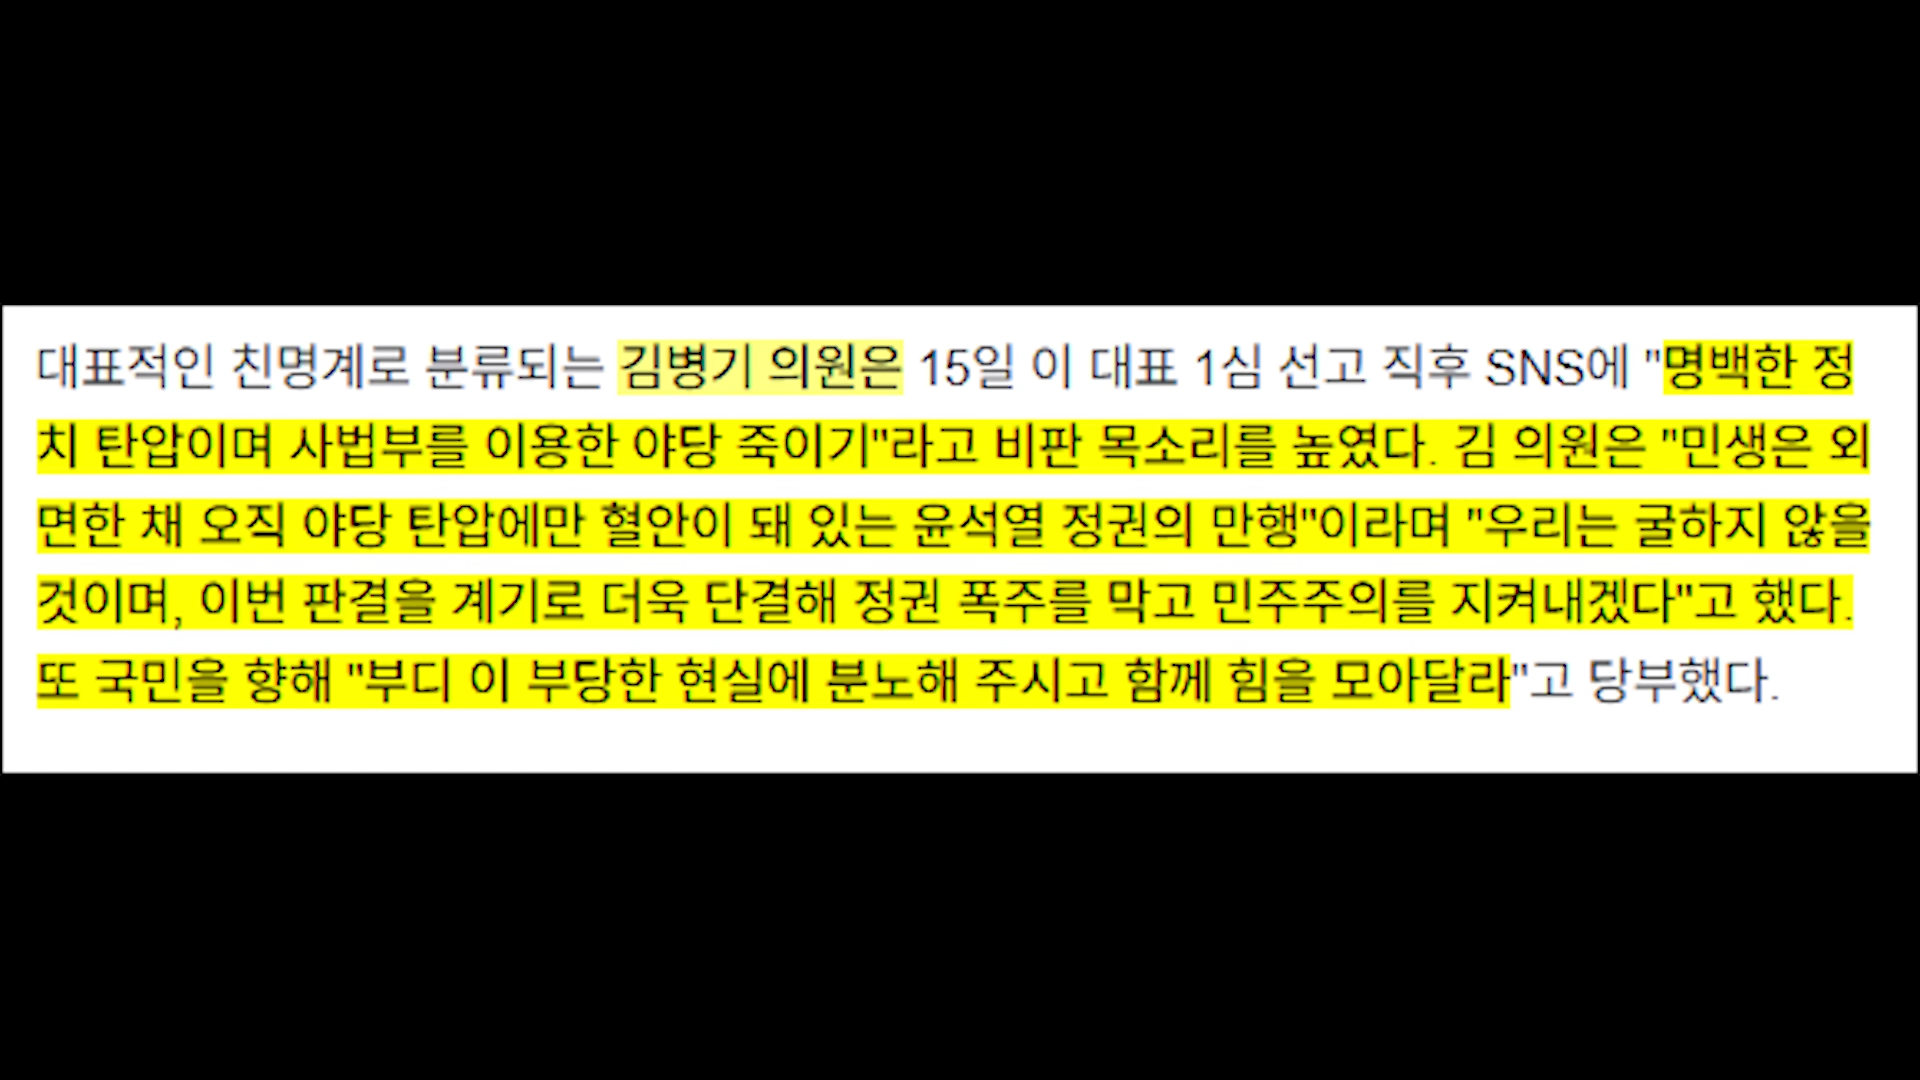 대표적인 친명계로 분류되는 김병기 의원은 15일 이 대표 1심 선고 직후 SNS에 "명백한 정
치 탄압이며 사법부를 이용한 야당 죽이기"라고 비판 목소리를 높였다. 김 의원은 "민생은 외
면한 채 오직 야당 탄압에만 혈안이 돼 있는 윤석열 정권의 만행"이라며 "우리는 굴하지 않을
것이며, 이번 판결을 계기로 더욱 단결해 정권 폭주를 막고 민주주의를 지켜내겠다"고 했다.
또 국민을 향해 "부디 이 부당한 현실에 분노해 주시고 함께 힘을 모아달라"고 당부했다.